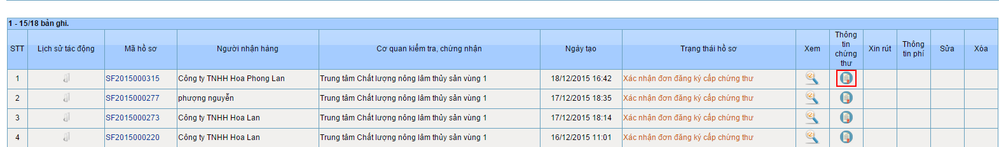 1 - 15/18 bản ghi.
STT Lịch sử tác động Mã hồ sơ Người nhận hàng Cơ quan kiểm tra, chứng nhận Ngày tạo Trạng thái hồ sơ Xem Thông tin chứng thư Xin rút Thông tin phí Sửa Xóa
1 SF2015000315 Công ty TNHH Hoa Phong Lan Trung tâm Chất lượng nông lâm thủy sản vùng 1 18/12/2015 16:42 Xác nhận đơn đăng ký cấp chứng thư
2 SF2015000277 phượng nguyễn Trung tâm Chất lượng nông lâm thủy sản vùng 1 17/12/2015 18:35 Xác nhận đơn đăng ký cấp chứng thư
3 SF2015000273 Công ty TNHH Hoa Lan Trung tâm Chất lượng nông lâm thủy sản vùng 1 17/12/2015 18:14 Xác nhận đơn đăng ký cấp chứng thư
4 SF2015000220 Công ty TNHH Hoa Lan Trung tâm Chất lượng nông lâm thủy sản vùng 1 16/12/2015 11:01 Xác nhận đơn đăng ký cấp chứng thư